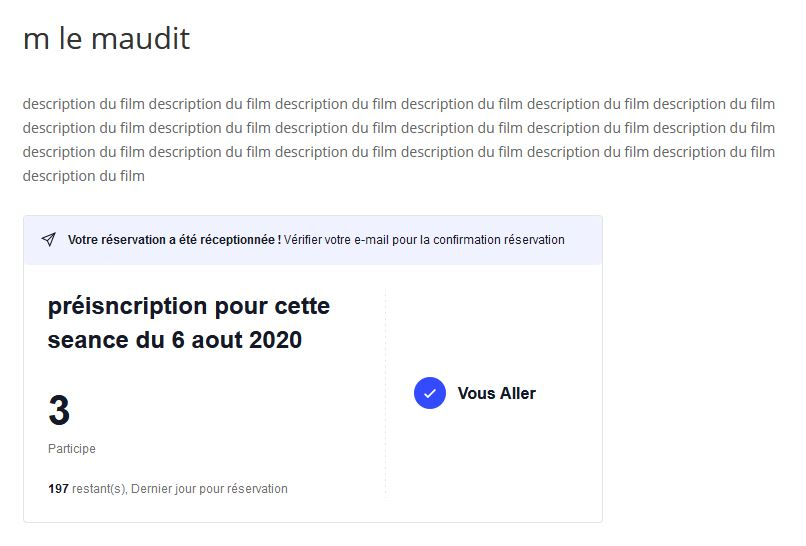 m le maudit
description du film description du film description du film description du film description du film description du film
description du film description du film description du film description du film description du film description du film
description du film description du film description du film description du film description du film description du film
description du film
Votre réservation a été réceptionnée ! Vérifier votre e-mail pour la confirmation réservation
préisncription pour cette
seance du 6 aout 2020
3
Participe
197 restant(s), Dernier jour pour réservation
Vous Aller